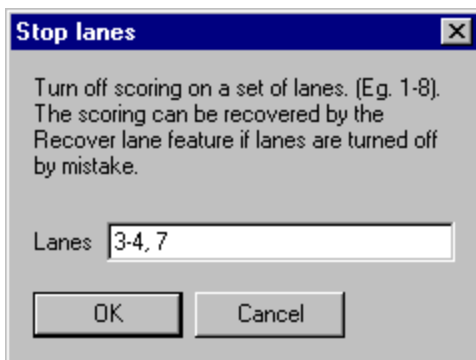 Stop lanes
Turn off scoring on a set of lanes. (Eg. 1-8).
The scoring can be recovered by the
Recover lane feature if lanes are turned off
by mistake.
Lanes 3-4, 7
OK Cancel